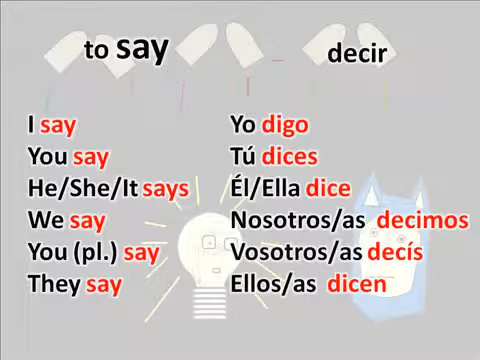 to say decir
I say Yo digo
You say Tú dices
He/She/It says Él/Ella dice
We say Nosotros/as decimos
You (pl.) say Vosotros/as decís
They say Ellos/as dicen